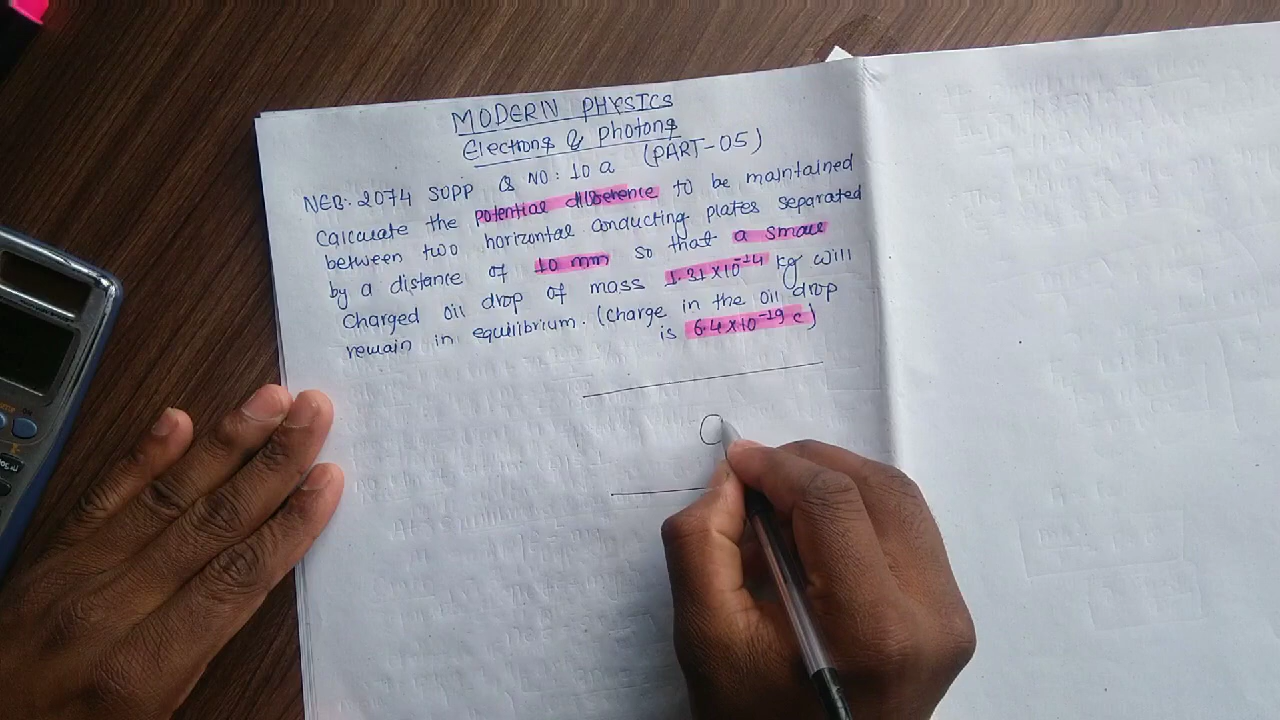 MODERN PHYSICS
Electrons & Photons
(PART-05)
NEB: 2074 SUPP Q NO: 10 a
Calculate the potential difference to be maintained
between two horizontal conducting plates separated
by a distance of 10 mm so that a small
charged oil drop of mass 1.31×10⁻¹⁴ kg will
remain in equilibrium. (charge in the oil drop
is 6.4×10⁻¹⁹ c)